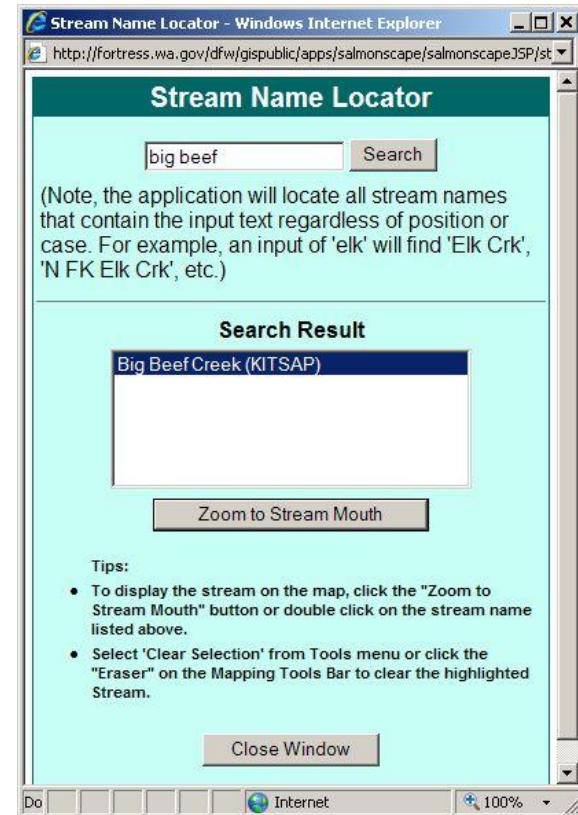 Stream Name Locator - Windows Internet Explorer
http://fortress.wa.gov/dfw/gispublic/apps/salmonscape/salmonscapeJSP/st
Stream Name Locator
big beef Search
(Note, the application will locate all stream names
that contain the input text regardless of position or
case. For example, an input of 'elk' will find 'Elk Crk',
'N FK Elk Crk', etc.)
Search Result
Big Beef Creek (KITSAP)
Zoom to Stream Mouth
Tips:
• To display the stream on the map, click the "Zoom to
Stream Mouth" button or double click on the stream name
listed above.
• Select 'Clear Selection' from Tools menu or click the
"Eraser" on the Mapping Tools Bar to clear the highlighted
Stream.
Close Window
Do Internet 100%